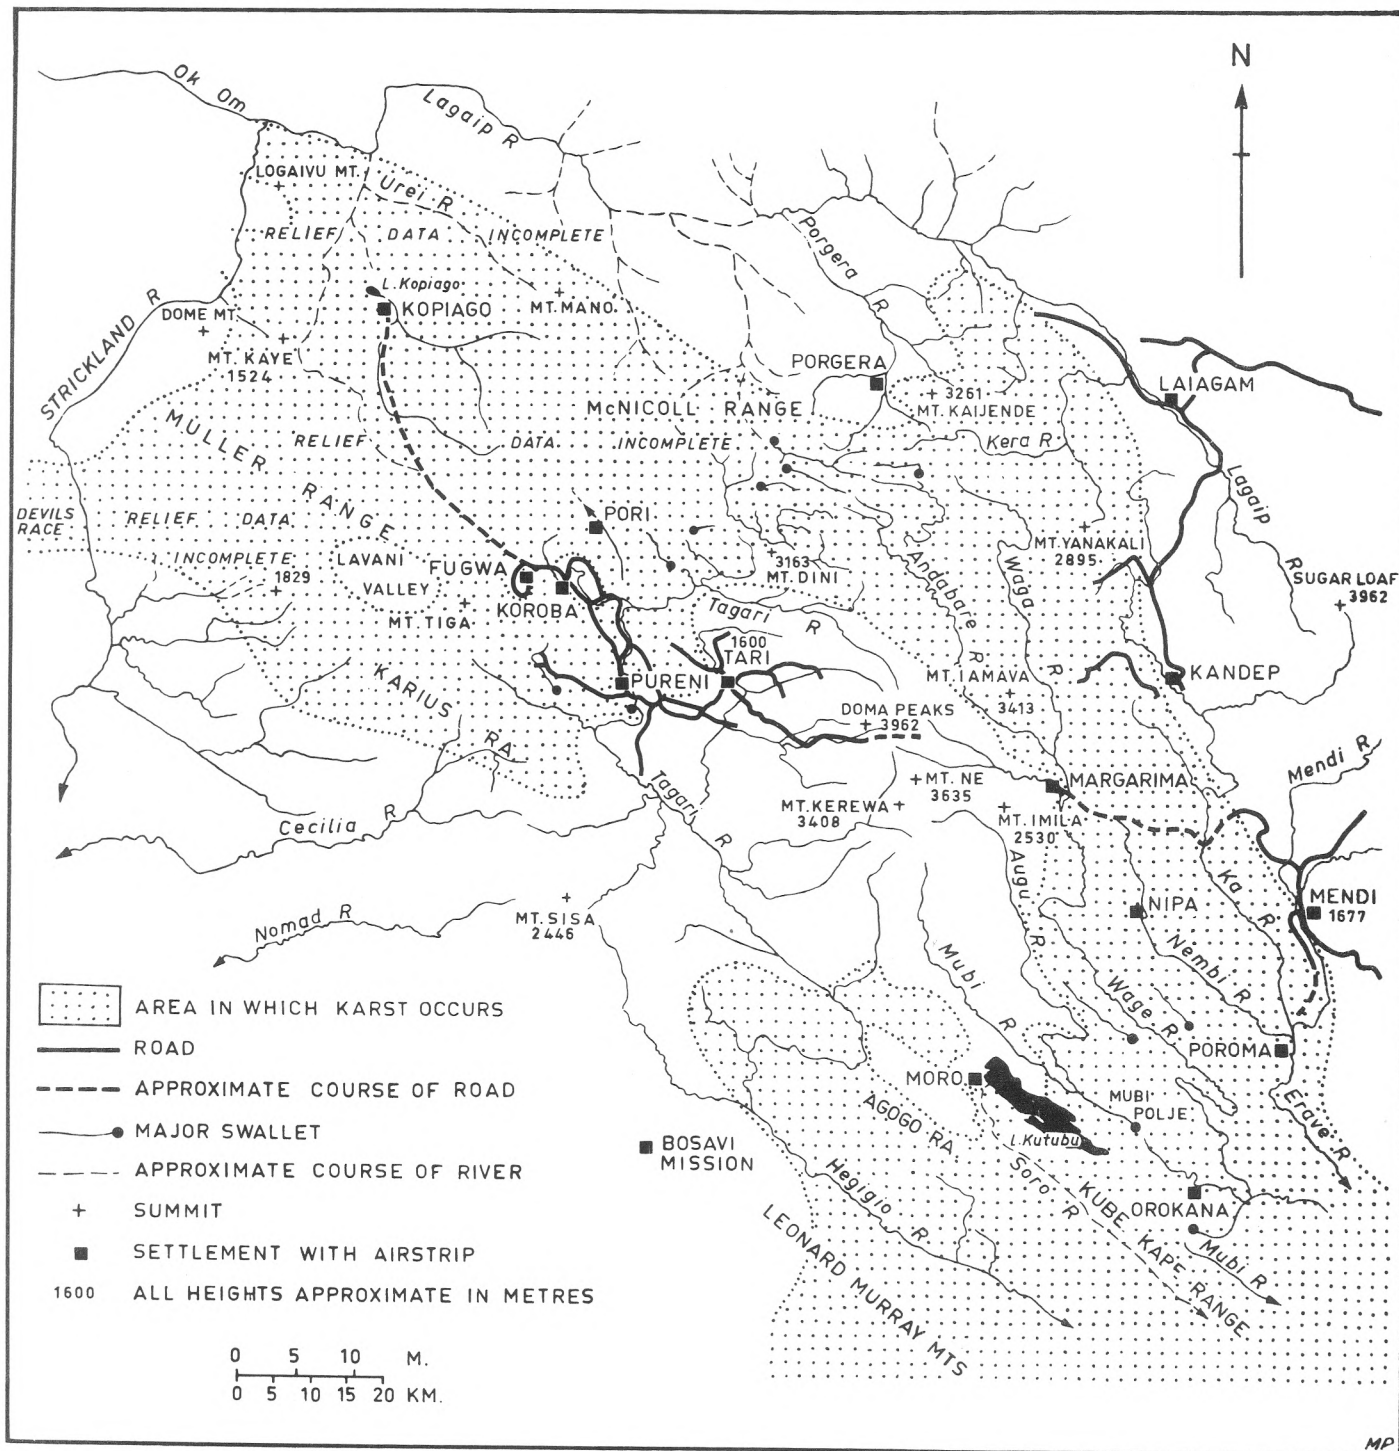 N
Ok Om
Lagaip R
LOGAIVU MT.
Urei R
RELIEF DATA INCOMPLETE
Porgera R
L. Kopiago
KOPIAGO
MT. MANO
STRICKLAND R
DOME MT.
MT. KAYE
1524
PORGERA
LAIAGAM
3261
MT. KAIJENDE
McNICOLL RANGE
MÜLLER RANGE
RELIEF DATA INCOMPLETE
Kera R
Lagaip R
DEVILS
RACE
RELIEF DATA
INCOMPLETE
PORI
LAVANI
VALLEY
1829
FUGWA
KOROBA
MT. TIGA
3163
MT. DINI
Andabare R
Waga R
MT. YANAKALI
2895
SUGAR LOAF
3962
Tagari R
1600
TARI
PURENI
KARIUS RA.
MT. IAMAVA
3413
KANDEP
DOMA PEAKS
3962
MT. NE
3635
MARGARIMA
Mendi R
MT. KEREWA
3408
MT. IMILA
2530
Tagari R
Cecilia R
Augu R
Ka R
NIPA
MENDI
1677
MT. SISA
2446
Nomad R
Mubi R
Nembi R
Wage R
POROMA
MORO
AGOGO RA.
L. Kutubu
MUBI
POLJE
Erave R
BOSAVI
MISSION
Hegigio R
Soro R
KUBE KAPE RANGE
OROKANA
Mubi R
LEONARD MURRAY MTS
AREA IN WHICH KARST OCCURS
ROAD
APPROXIMATE COURSE OF ROAD
MAJOR SWALLET
APPROXIMATE COURSE OF RIVER
SUMMIT
SETTLEMENT WITH AIRSTRIP
1600 ALL HEIGHTS APPROXIMATE IN METRES
0 5 10 M.
0 5 10 15 20 KM.